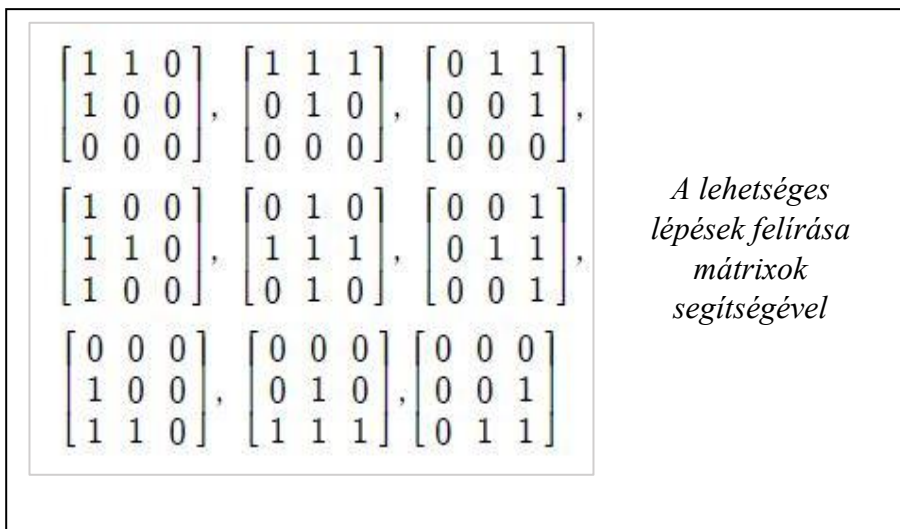 [1 1 0] [1 1 1] [0 1 1]
[1 0 0], [0 1 0], [0 0 1],
[0 0 0] [0 0 0] [0 0 0]
[1 0 0] [0 1 0] [0 0 1]
[1 1 0], [1 1 1], [0 1 1],
[1 0 0] [0 1 0] [0 0 1]
[0 0 0] [0 0 0] [0 0 0]
[1 0 0], [0 1 0], [0 0 1]
[1 1 0] [1 1 1] [0 1 1]
A lehetséges
lépések felírása
mátrixok
segítségével